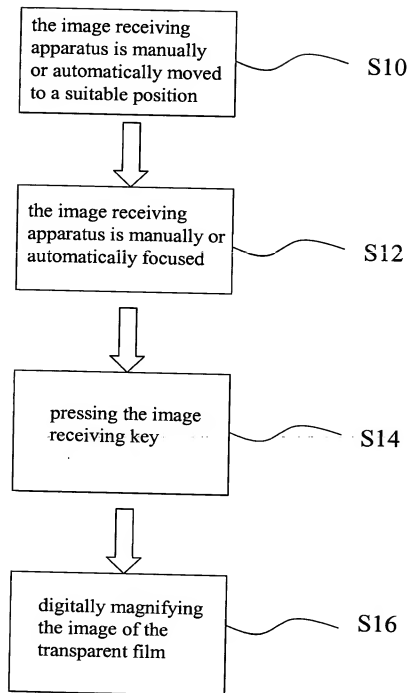 the image receiving
apparatus is manually
or automatically moved
to a suitable position
S10
the image receiving
apparatus is manually or
automatically focused
S12
pressing the image
receiving key
S14
digitally magnifying
the image of the
transparent film
S16